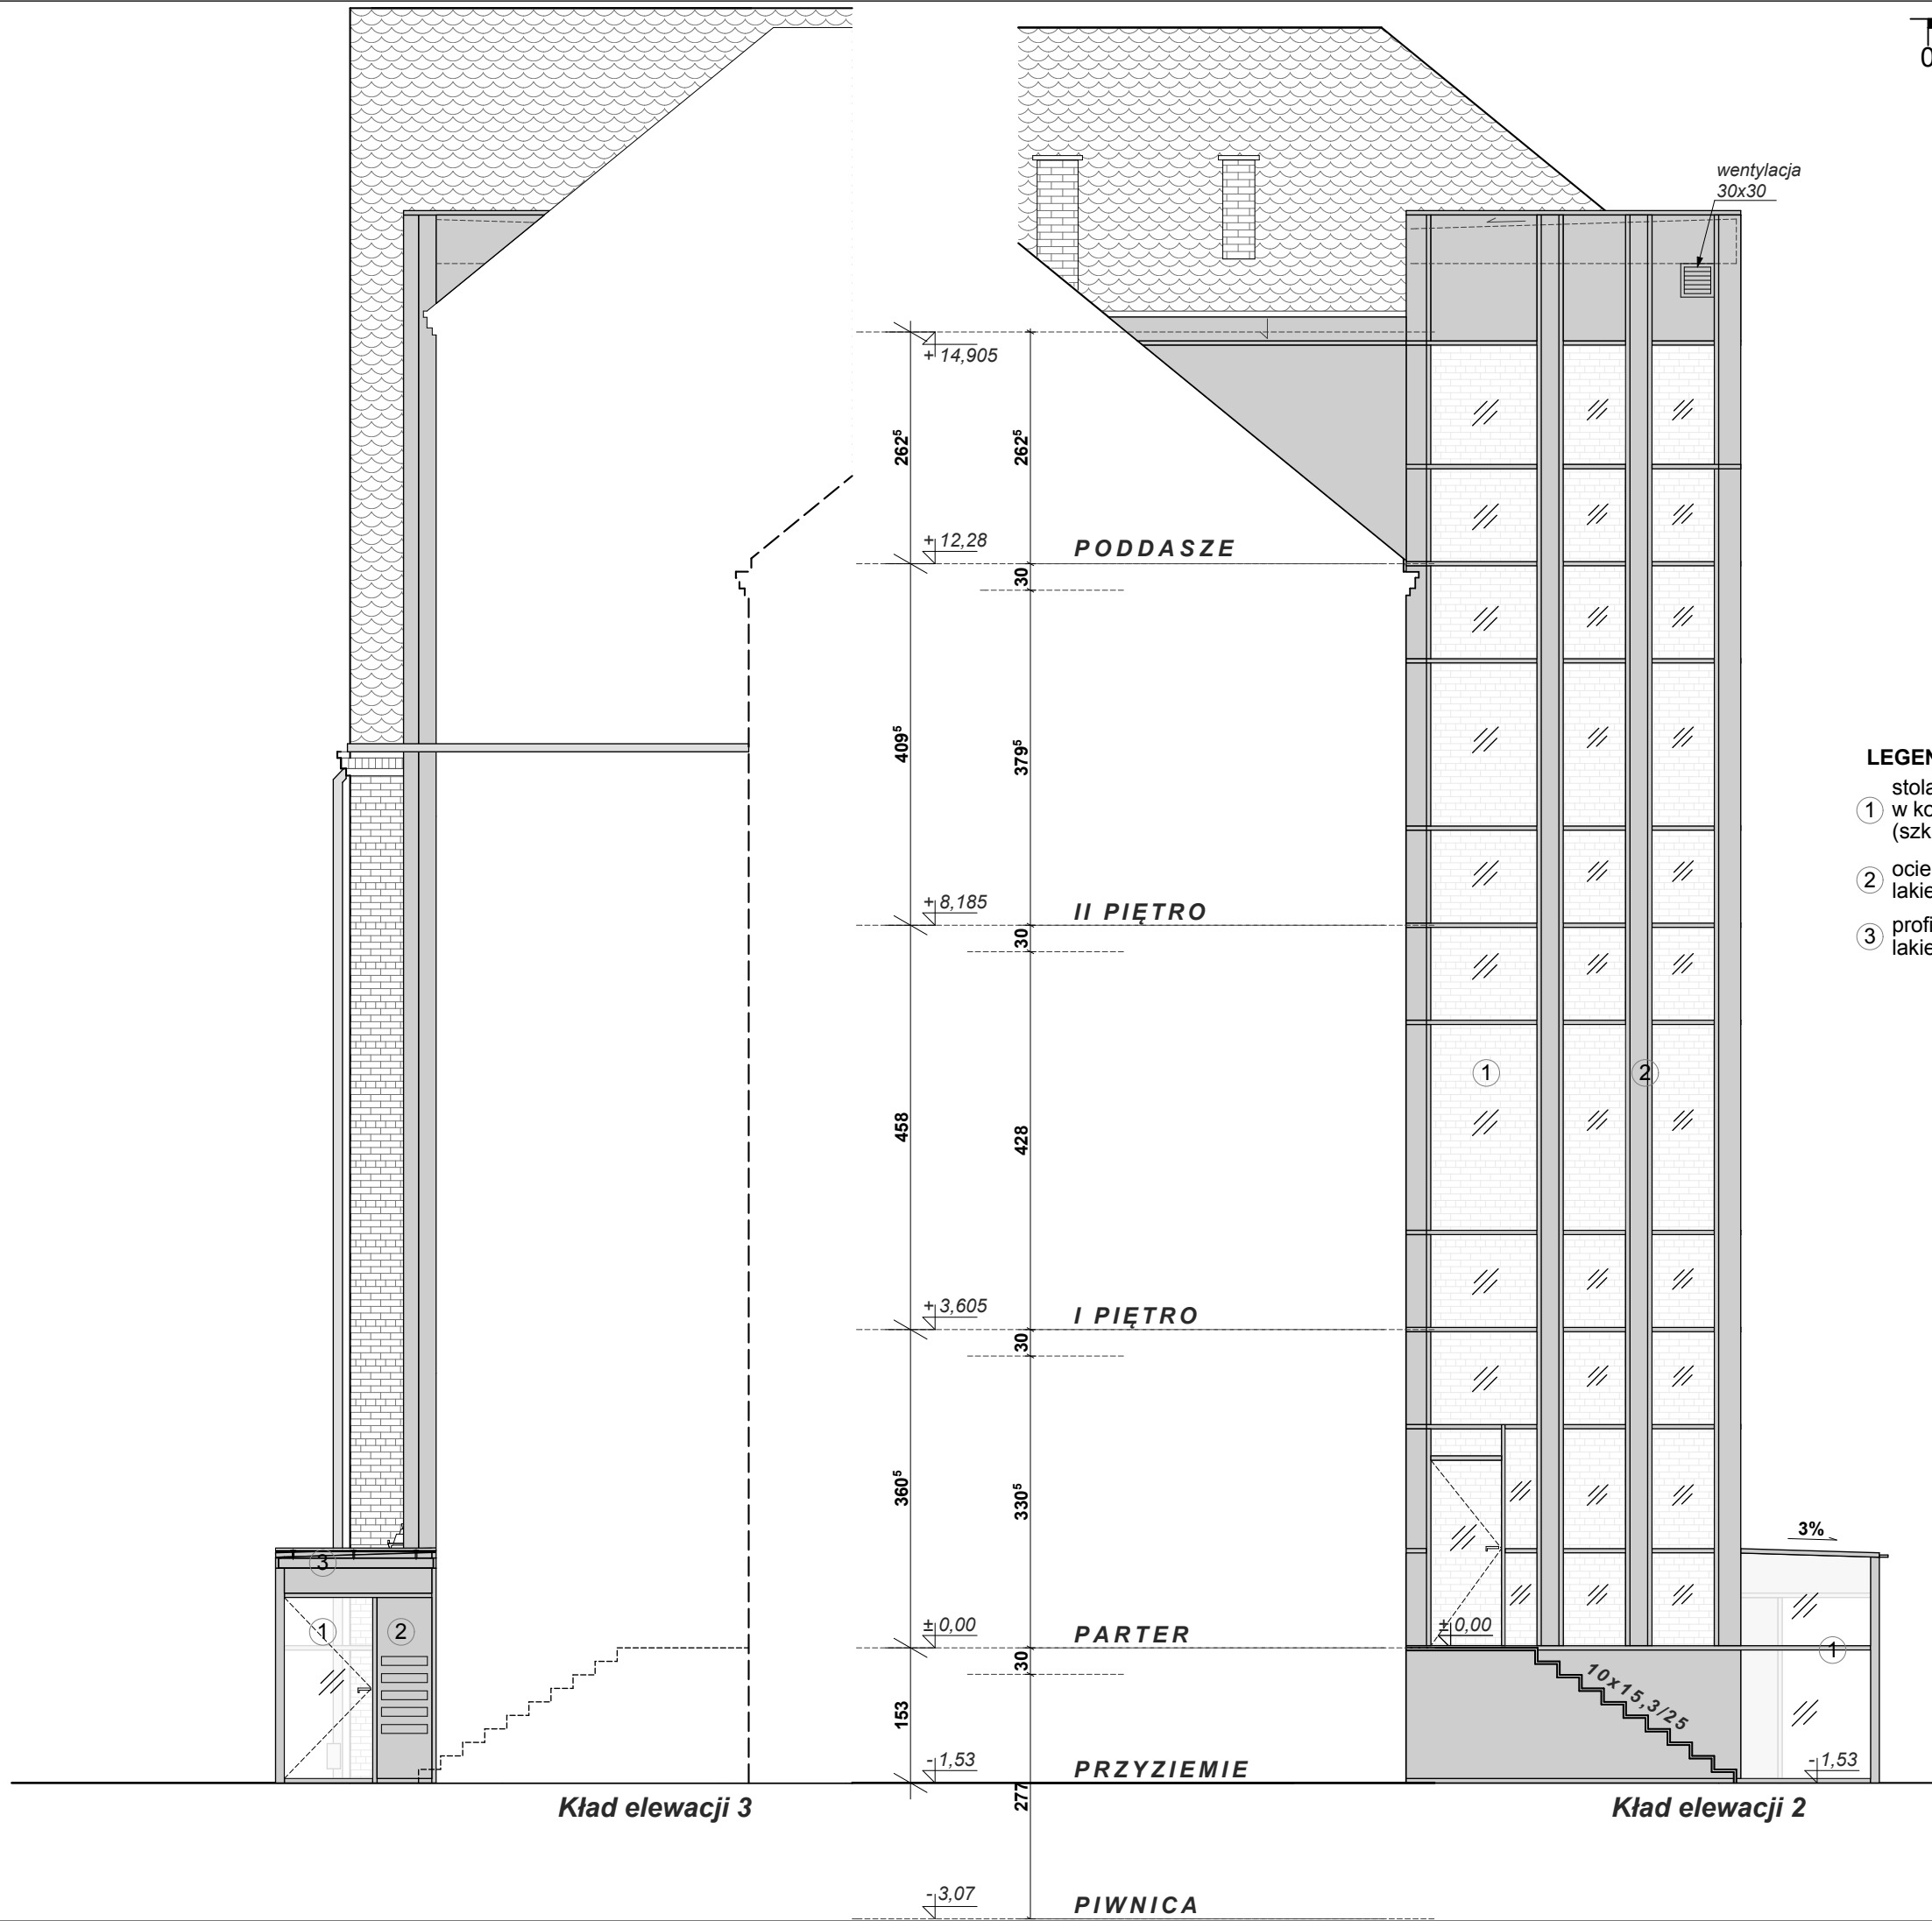 0
wentylacja
30x30
+ 14,905
262⁵
262⁵
+ 12,28
PODDASZE
30
409⁵
379⁵
LEGEN
stola
1 w ko
(szk
2 ocie
lakie
3 profi
lakie
+ 8,185
II PIĘTRO
30
1
2
458
428
+ 3,605
I PIĘTRO
30
360⁵
330⁵
3%
3
1
2
± 0,00
PARTER
± 0,00
1
30
10x15,3/25
153
- 1,53
PRZYZIEMIE
- 1,53
277
Kład elewacji 3
Kład elewacji 2
- 3,07
PIWNICA